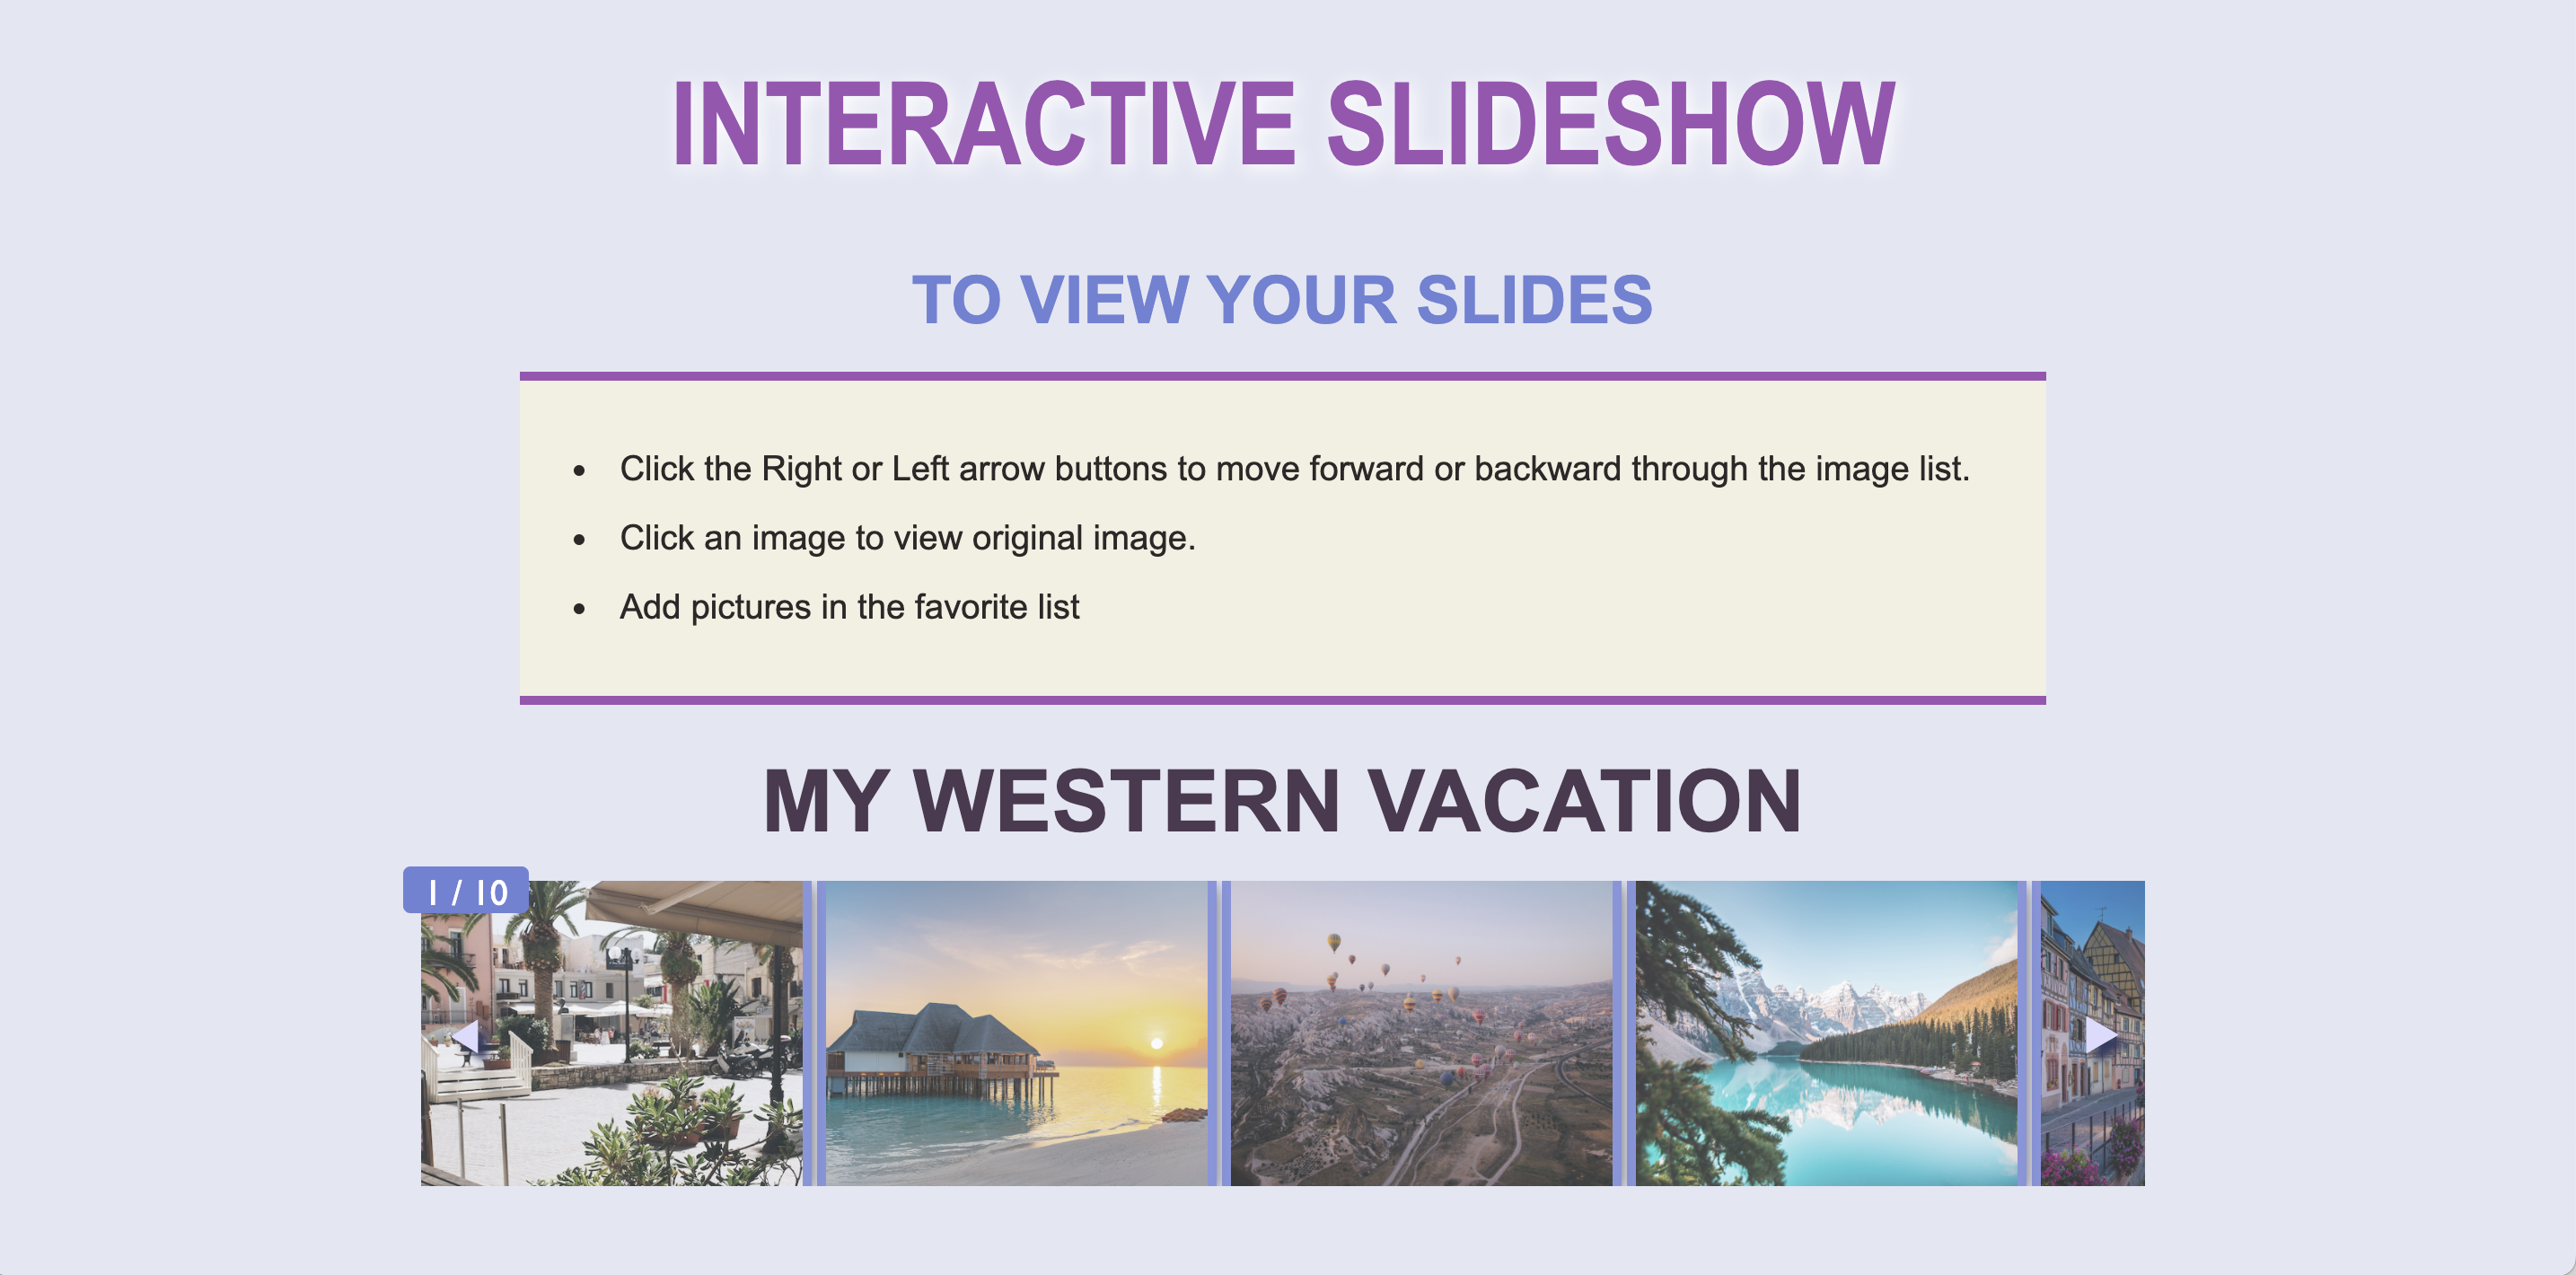 INTERACTIVE SLIDESHOW
TO VIEW YOUR SLIDES
• Click the Right or Left arrow buttons to move forward or backward through the image list.
• Click an image to view original image.
• Add pictures in the favorite list
MY WESTERN VACATION
1 / 10